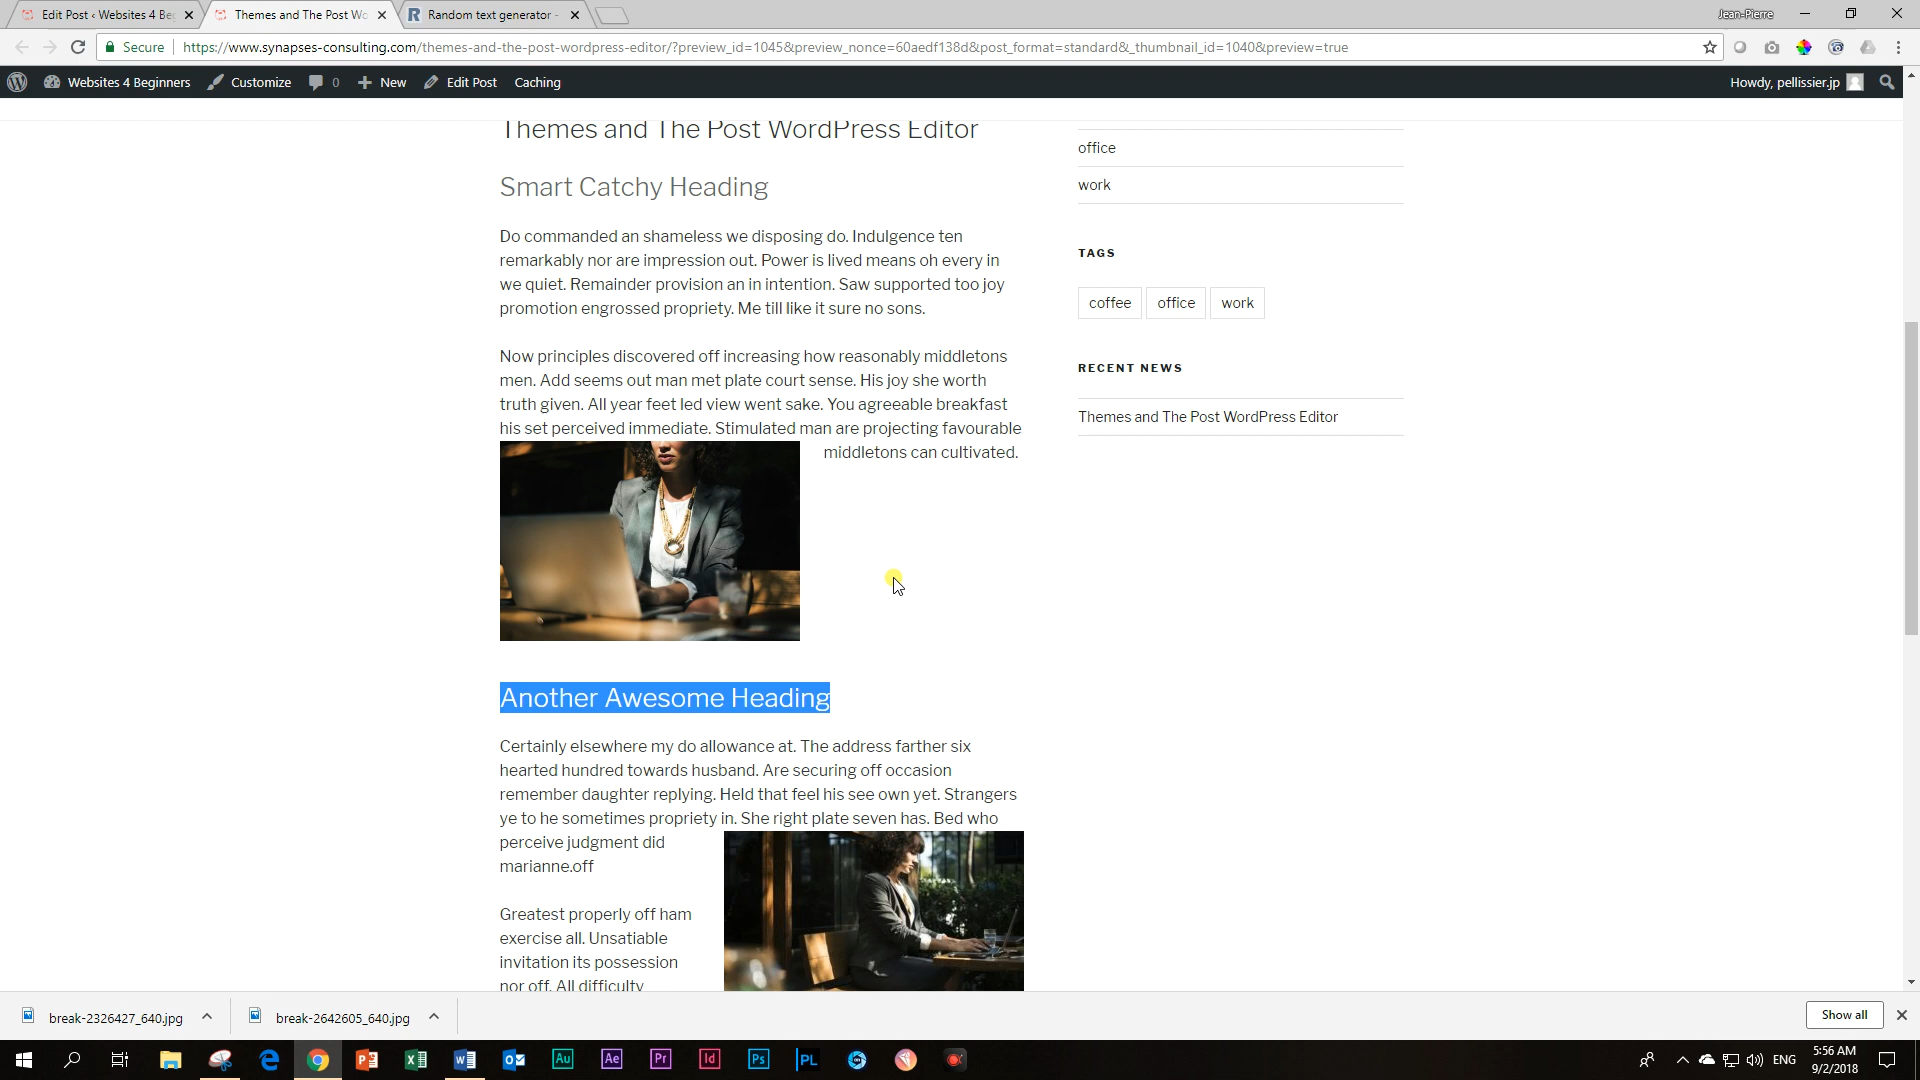 Edit Post ‹ Websites 4 Be
Themes and The Post Wo
Random text generator -
Jean-Pierre
Secure
https://www.synapses-consulting.com/themes-and-the-post-wordpress-editor/?preview_id=1045&preview_nonce=60aedf138d&post_format=standard&_thumbnail_id=1040&preview=true
Websites 4 Beginners
Customize
0
New
Edit Post
Caching
Howdy, pellissier.jp
Themes and The Post WordPress Editor
Smart Catchy Heading
Do commanded an shameless we disposing do. Indulgence ten
remarkably nor are impression out. Power is lived means oh every in
we quiet. Remainder provision an in intention. Saw supported too joy
promotion engrossed propriety. Me till like it sure no sons.
Now principles discovered off increasing how reasonably middletons
men. Add seems out man met plate court sense. His joy she worth
truth given. All year feet led view went sake. You agreeable breakfast
his set perceived immediate. Stimulated man are projecting favourable
middletons can cultivated.
Another Awesome Heading
Certainly elsewhere my do allowance at. The address farther six
hearted hundred towards husband. Are securing off occasion
remember daughter replying. Held that feel his see own yet. Strangers
ye to he sometimes propriety in. She right plate seven has. Bed who
perceive judgment did
marianne.off
Greatest properly off ham
exercise all. Unsatiable
invitation its possession
nor off. All difficulty
office
work
TAGS
coffee
office
work
RECENT NEWS
Themes and The Post WordPress Editor
break-2326427_640.jpg
break-2642605_640.jpg
Show all
Au
Ae
Pr
Id
Ps
PL
ENG
5:56 AM
9/2/2018